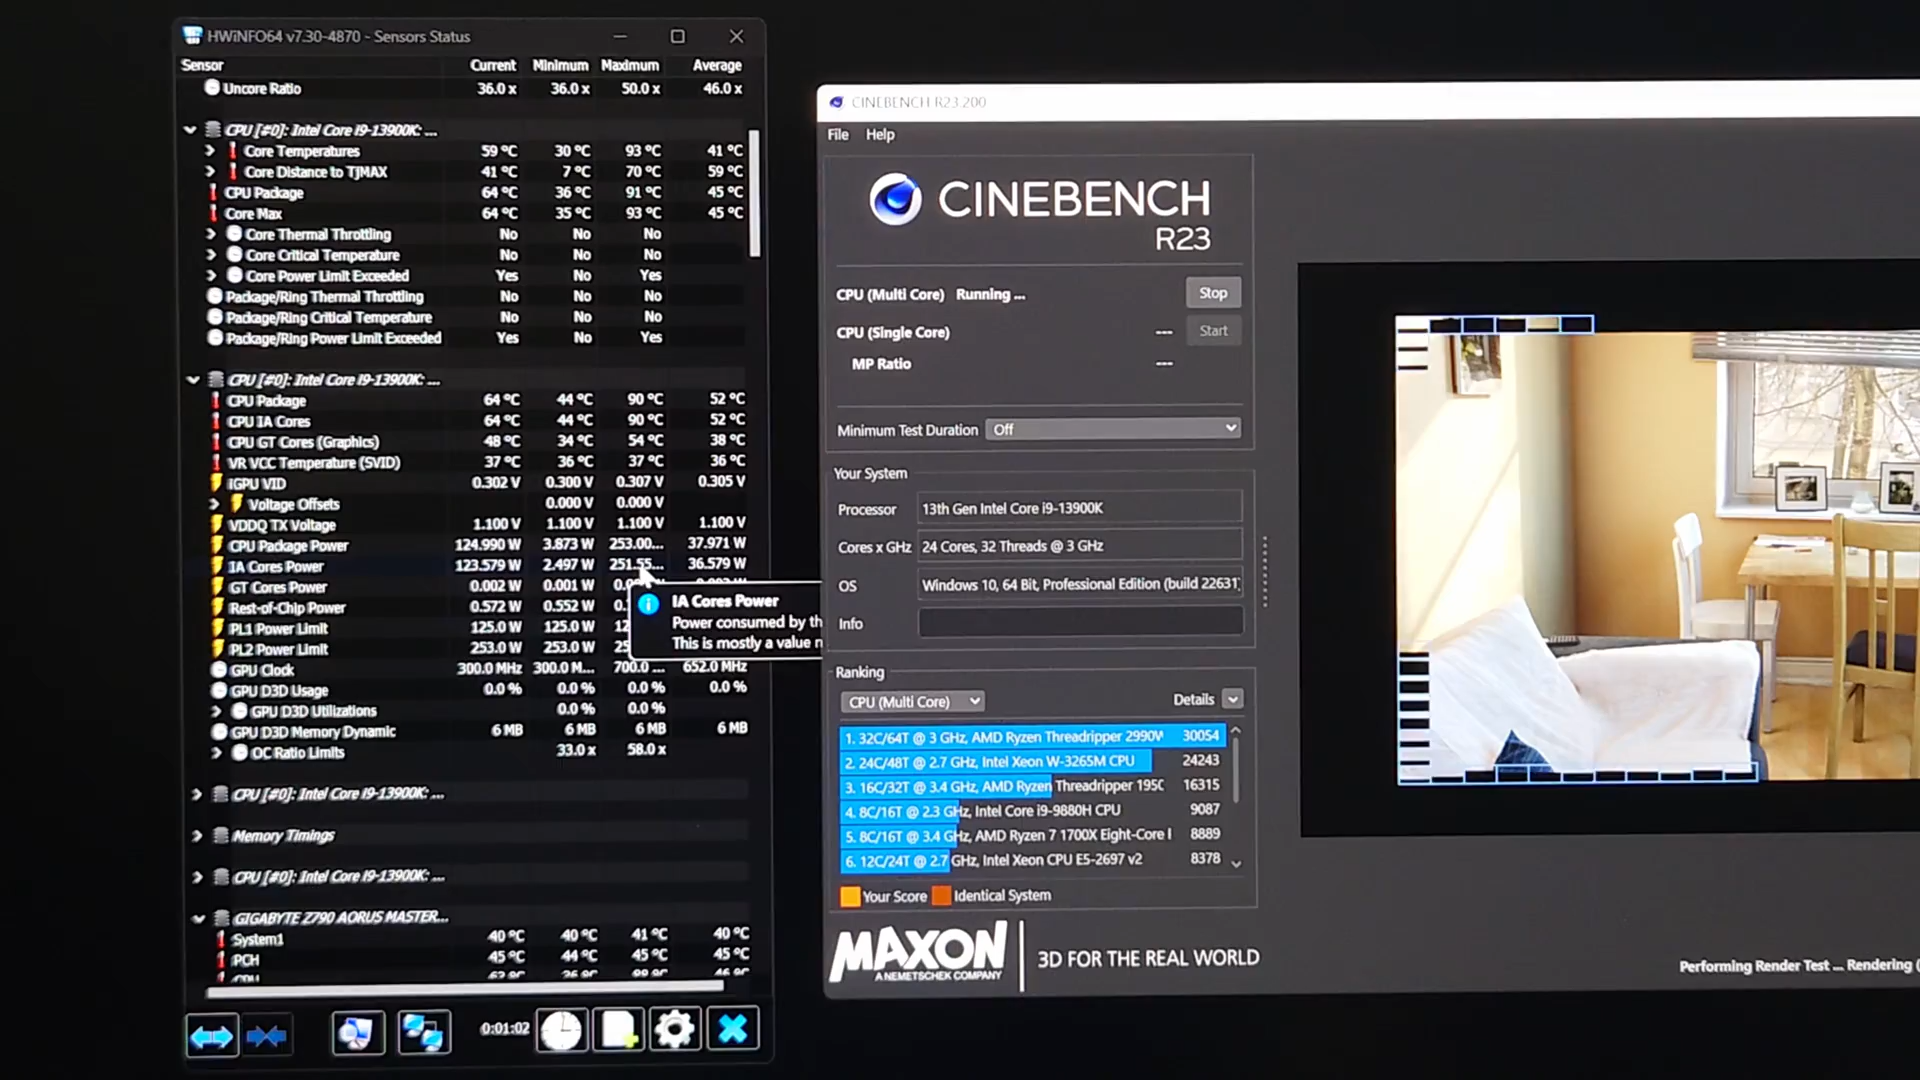 HWiNFO64 v7.30-4870 - Sensors Status
Sensor Current Minimum Maximum Average
Uncore Ratio 36.0 x 36.0 x 50.0 x 46.0 x
CPU [#0]: Intel Core i9-13900K: ...
Core Temperatures 59 °C 30 °C 93 °C 41 °C
Core Distance to TjMAX 41 °C 7 °C 70 °C 59 °C
CPU Package 64 °C 36 °C 91 °C 45 °C
Core Max 64 °C 35 °C 93 °C 45 °C
Core Thermal Throttling No No No
Core Critical Temperature No No No
Core Power Limit Exceeded Yes No Yes
Package/Ring Thermal Throttling No No No
Package/Ring Critical Temperature No No No
Package/Ring Power Limit Exceeded Yes No Yes
CPU [#0]: Intel Core i9-13900K: ...
CPU Package 64 °C 44 °C 90 °C 52 °C
CPU IA Cores 64 °C 44 °C 90 °C 52 °C
CPU GT Cores (Graphics) 48 °C 34 °C 54 °C 38 °C
VR VCC Temperature (SVID) 37 °C 36 °C 37 °C 36 °C
iGPU VID 0.302 V 0.300 V 0.307 V 0.305 V
Voltage Offsets 0.000 V 0.000 V
VDDQ TX Voltage 1.100 V 1.100 V 1.100 V 1.100 V
CPU Package Power 124.990 W 3.873 W 253.00... 37.971 W
IA Cores Power 123.579 W 2.497 W 251.55... 36.579 W
GT Cores Power 0.002 W 0.001 W
Rest-of-Chip Power 0.572 W 0.552 W
PL1 Power Limit 125.0 W 125.0 W
PL2 Power Limit 253.0 W 253.0 W
GPU Clock 300.0 MHz 300.0 M... 700.0 ... 652.0 MHz
GPU D3D Usage 0.0 % 0.0 % 0.0 % 0.0 %
GPU D3D Utilizations 0.0 % 0.0 %
GPU D3D Memory Dynamic 6 MB 6 MB 6 MB 6 MB
OC Ratio Limits 33.0 x 58.0 x
CPU [#0]: Intel Core i9-13900K: ...
Memory Timings
CPU [#0]: Intel Core i9-13900K: ...
GIGABYTE Z790 AORUS MASTER...
System1 40 °C 40 °C 41 °C 40 °C
PCH 45 °C 44 °C 45 °C 45 °C
CPU
0:01:02
IA Cores Power
Power consumed by th
This is mostly a value
CINEBENCH R23.200
File Help
CINEBENCH
R23
CPU (Multi Core) Running ... Stop
CPU (Single Core) --- Start
MP Ratio ---
Minimum Test Duration Off
Your System
Processor 13th Gen Intel Core i9-13900K
Cores x GHz 24 Cores, 32 Threads @ 3 GHz
OS Windows 10, 64 Bit, Professional Edition (build 22631)
Info
Ranking
CPU (Multi Core) Details
1. 32C/64T @ 3 GHz, AMD Ryzen Threadripper 2990W 30054
2. 24C/48T @ 2.7 GHz, Intel Xeon W-3265M CPU 24243
3. 16C/32T @ 3.4 GHz, AMD Ryzen Threadripper 195C 16315
4. 8C/16T @ 2.3 GHz, Intel Core i9-9880H CPU 9087
5. 8C/16T @ 3.4 GHz, AMD Ryzen 7 1700X Eight-Core 8889
6. 12C/24T @ 2.7 GHz, Intel Xeon CPU E5-2697 v2 8378
Your Score Identical System
MAXON
A NEMETSCHEK COMPANY
3D FOR THE REAL WORLD
Performing Render Test ... Rendering (